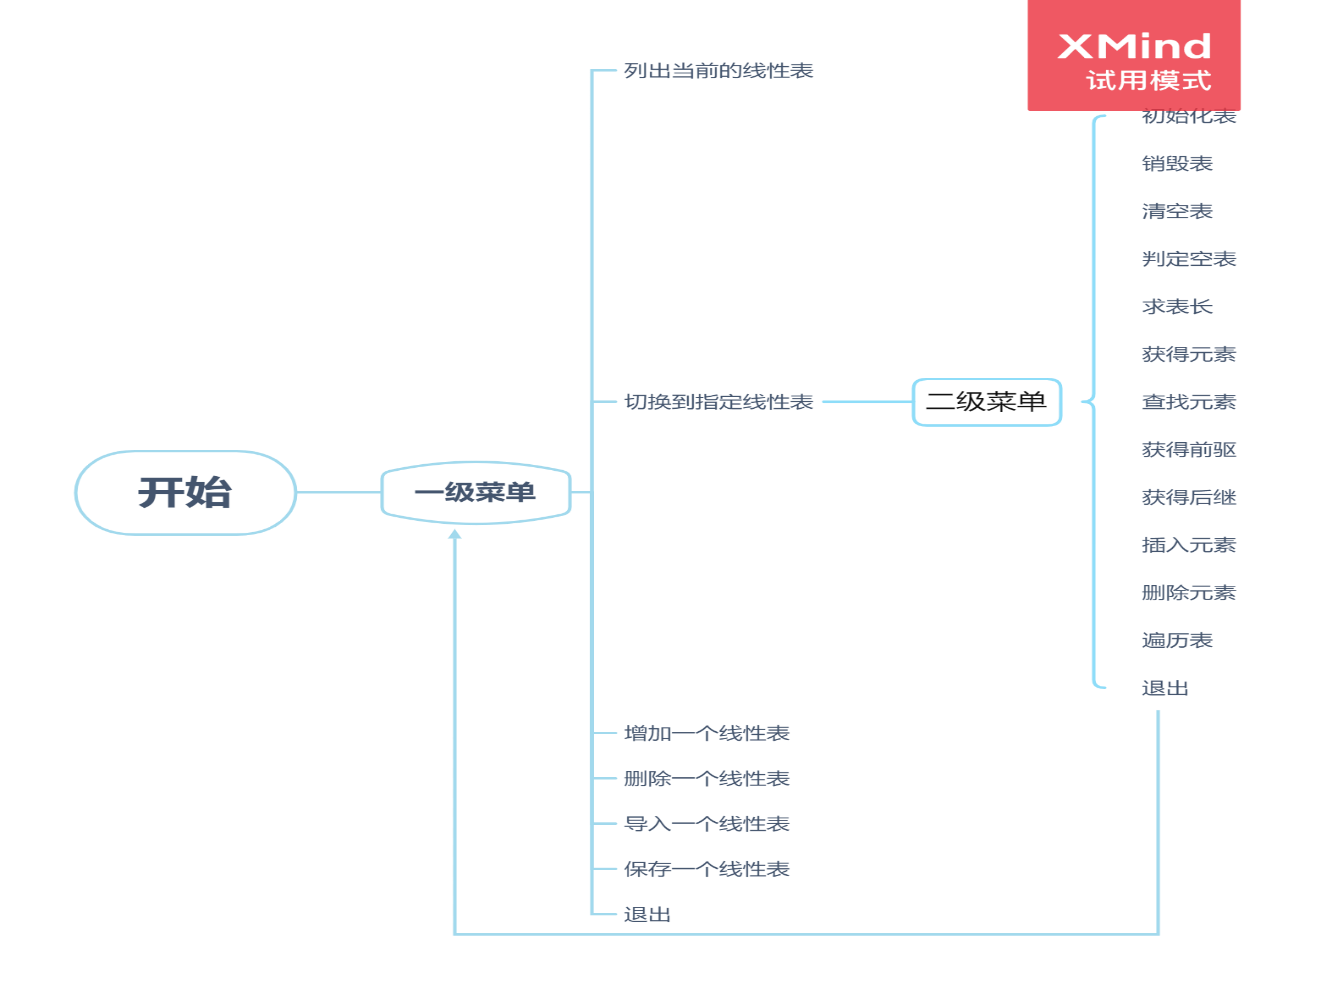 XMind
试用模式
开始
一级菜单
列出当前的线性表
切换到指定线性表
二级菜单
初始化表
销毁表
清空表
判定空表
求表长
获得元素
查找元素
获得前驱
获得后继
插入元素
删除元素
遍历表
退出
增加一个线性表
删除一个线性表
导入一个线性表
保存一个线性表
退出